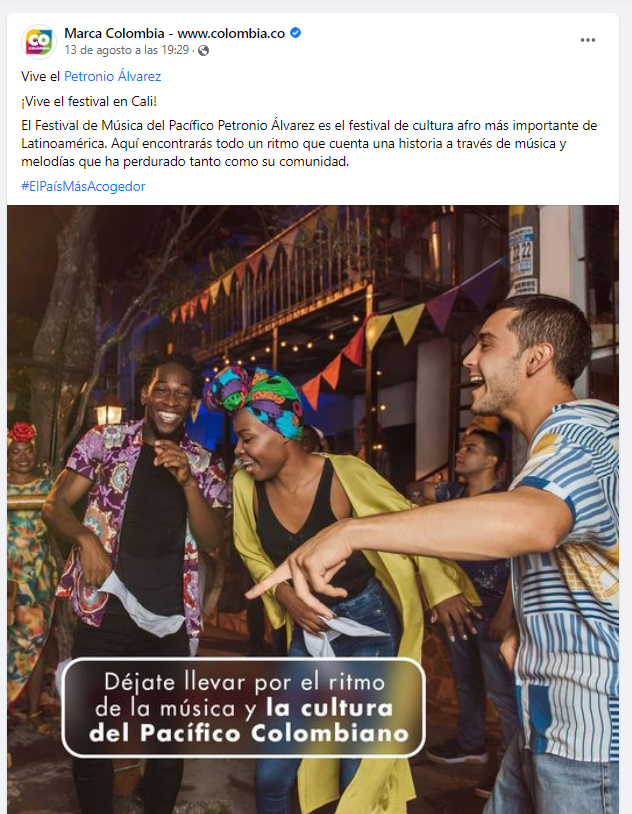 Marca Colombia - www.colombia.co
13 de agosto a las 19:29 ·
Vive el Petronio Álvarez
¡Vive el festival en Cali!
El Festival de Música del Pacífico Petronio Álvarez es el festival de cultura afro más importante de
Latinoamérica. Aquí encontrarás todo un ritmo que cuenta una historia a través de música y
melodías que ha perdurado tanto como su comunidad.
#ElPaísMásAcogedor
Déjate llevar por el ritmo
de la música y la cultura
del Pacífico Colombiano